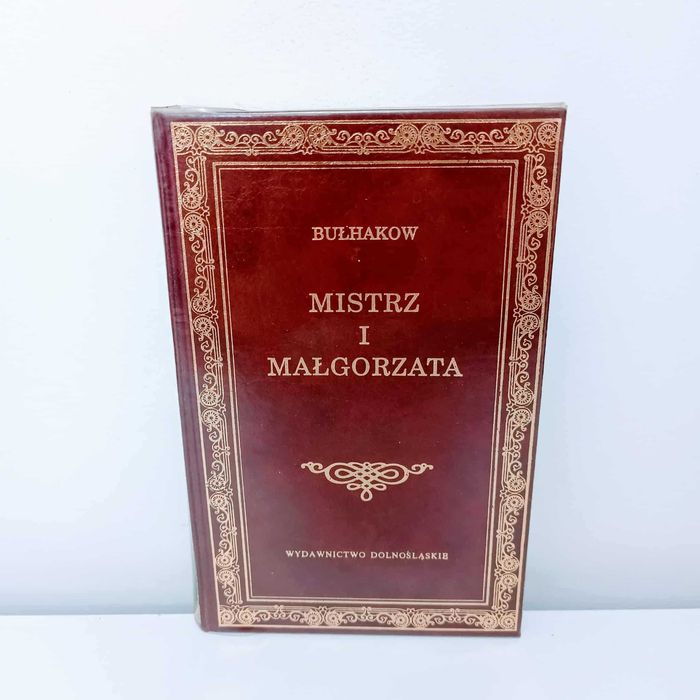 BUŁHAKOW
MISTRZ
I
MAŁGORZATA
WYDAWNICTWO DOLNOŚLĄSKIE